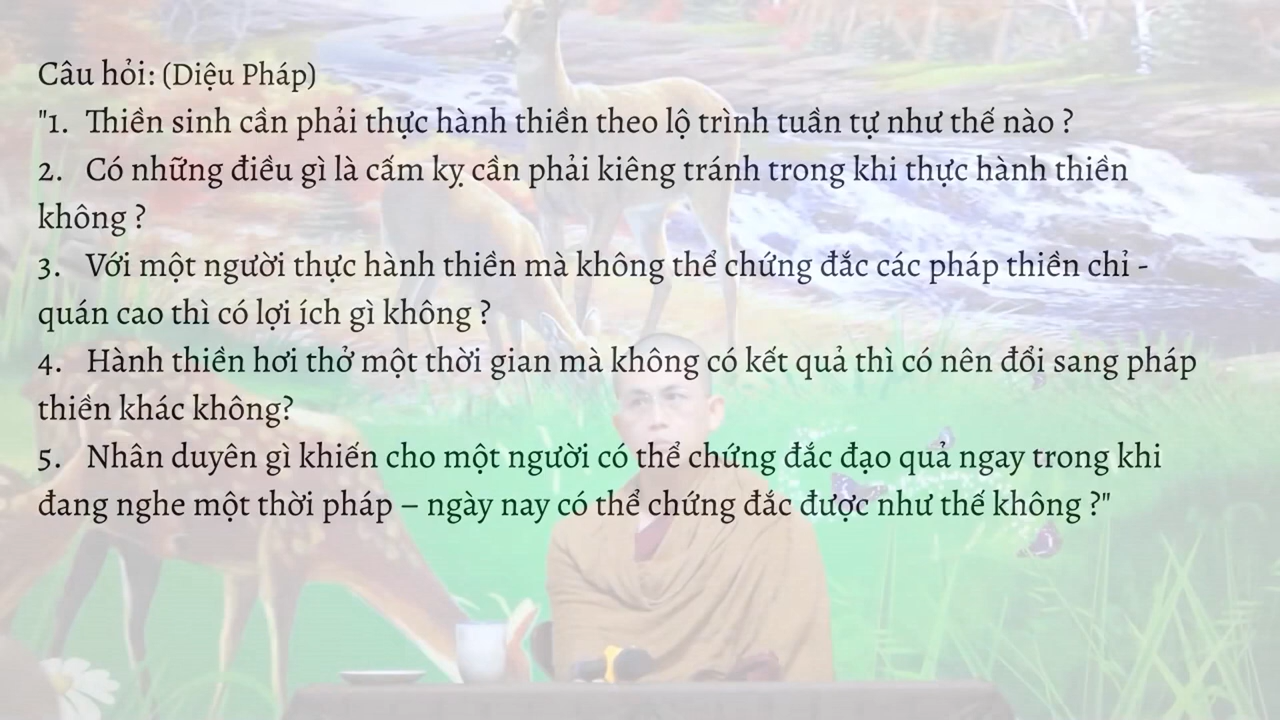 Câu hỏi: (Diệu Pháp)
"1. Thiền sinh cần phải thực hành thiền theo lộ trình tuần tự như thế nào ?
2. Có những điều gì là cấm kỵ cần phải kiêng tránh trong khi thực hành thiền
không ?
3. Với một người thực hành thiền mà không thể chứng đắc các pháp thiền chỉ -
quán cao thì có lợi ích gì không ?
4. Hành thiền hơi thở một thời gian mà không có kết quả thì có nên đổi sang pháp
thiền khác không?
5. Nhân duyên gì khiến cho một người có thể chứng đắc đạo quả ngay trong khi
đang nghe một thời pháp – ngày nay có thể chứng đắc được như thế không ?"